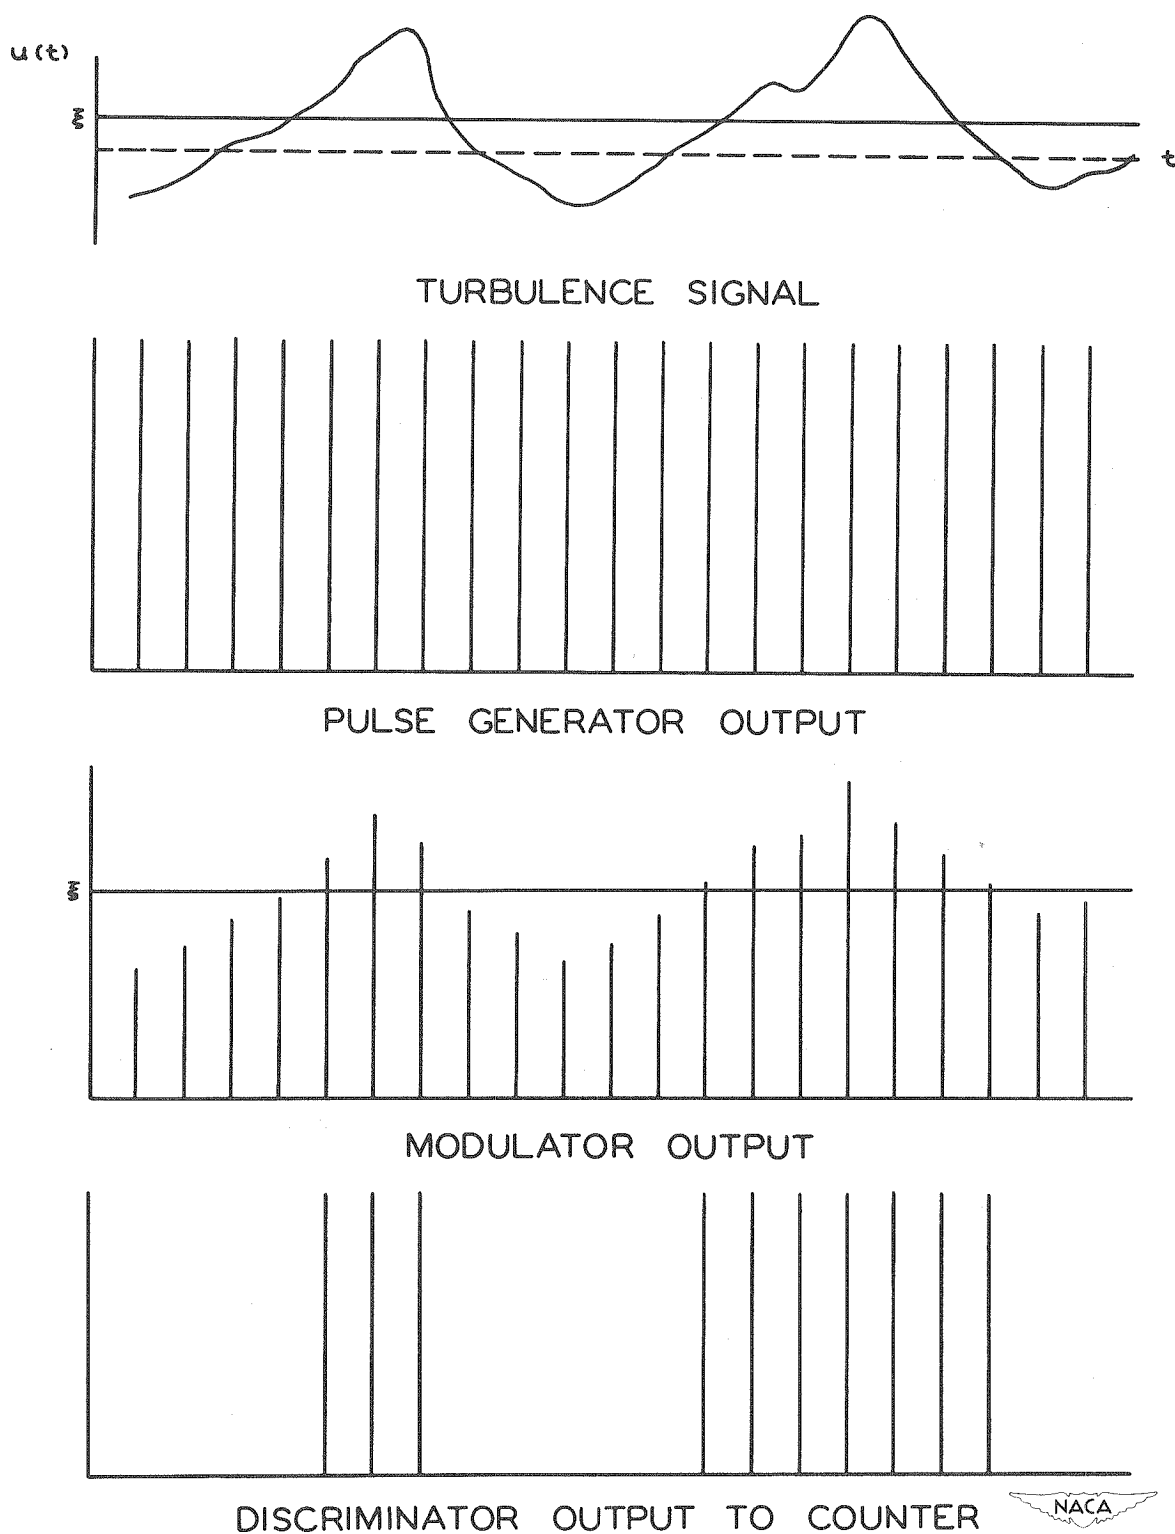 u(t)
ξ
t
TURBULENCE SIGNAL
PULSE GENERATOR OUTPUT
ξ
MODULATOR OUTPUT
DISCRIMINATOR OUTPUT TO COUNTER
NACA